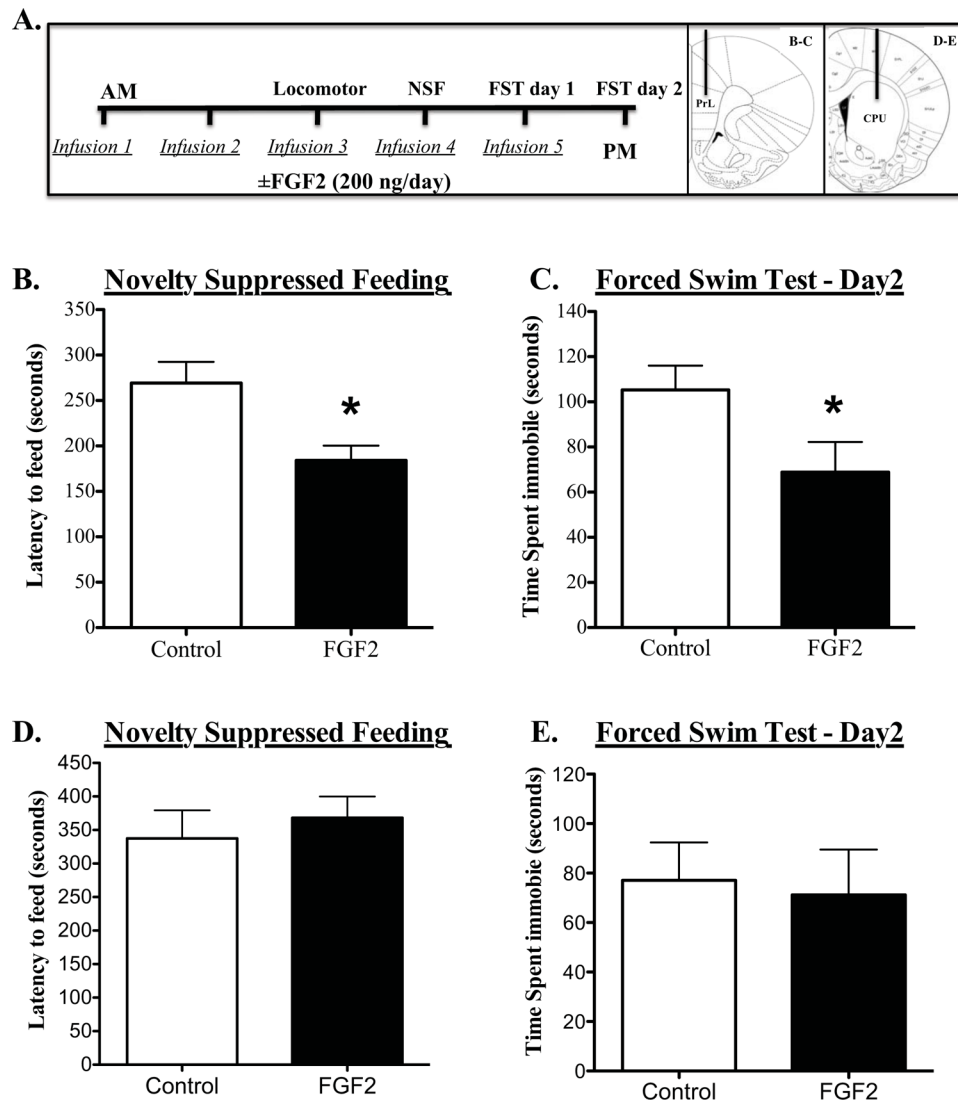 A.
B-C
D-E
AM
Locomotor
NSF
FST day 1
FST day 2
PrL
CPU
Infusion 1
Infusion 2
Infusion 3
Infusion 4
Infusion 5
PM
±FGF2 (200 ng/day)
B.
Novelty Suppressed Feeding
Latency to feed (seconds)
350
300
250
200
150
100
50
0
*
Control
FGF2
C.
Forced Swim Test - Day2
Time Spent immobile (seconds)
140
120
100
80
60
40
20
0
*
Control
FGF2
D.
Novelty Suppressed Feeding
Latency to feed (seconds)
450
400
350
300
250
200
150
100
50
0
Control
FGF2
E.
Forced Swim Test - Day2
Time Spent immobie (seconds)
120
100
80
60
40
20
0
Control
FGF2